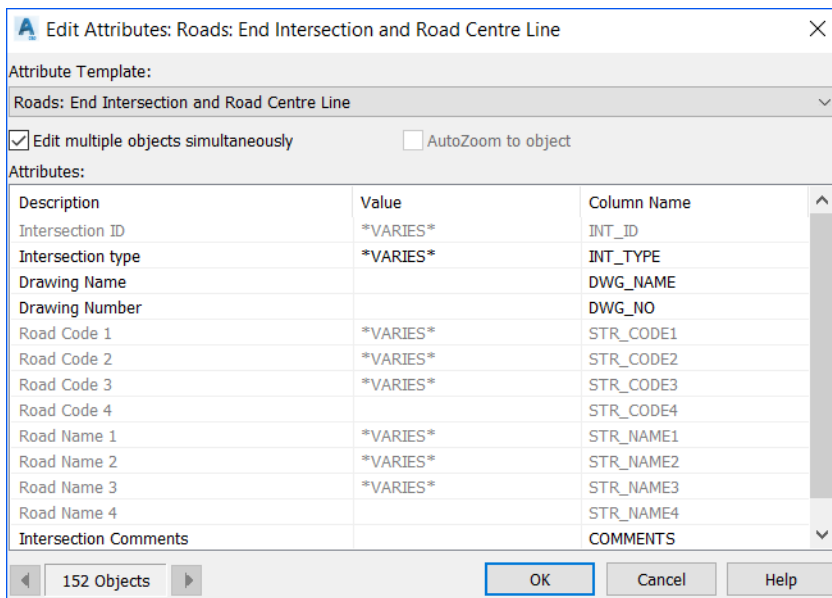 Edit Attributes: Roads: End Intersection and Road Centre Line
Attribute Template:
Roads: End Intersection and Road Centre Line
Edit multiple objects simultaneously AutoZoom to object
Attributes:
Description Value Column Name
Intersection ID *VARIES* INT_ID
Intersection type *VARIES* INT_TYPE
Drawing Name DWG_NAME
Drawing Number DWG_NO
Road Code 1 *VARIES* STR_CODE1
Road Code 2 *VARIES* STR_CODE2
Road Code 3 *VARIES* STR_CODE3
Road Code 4 STR_CODE4
Road Name 1 *VARIES* STR_NAME1
Road Name 2 *VARIES* STR_NAME2
Road Name 3 *VARIES* STR_NAME3
Road Name 4 STR_NAME4
Intersection Comments COMMENTS
152 Objects OK Cancel Help